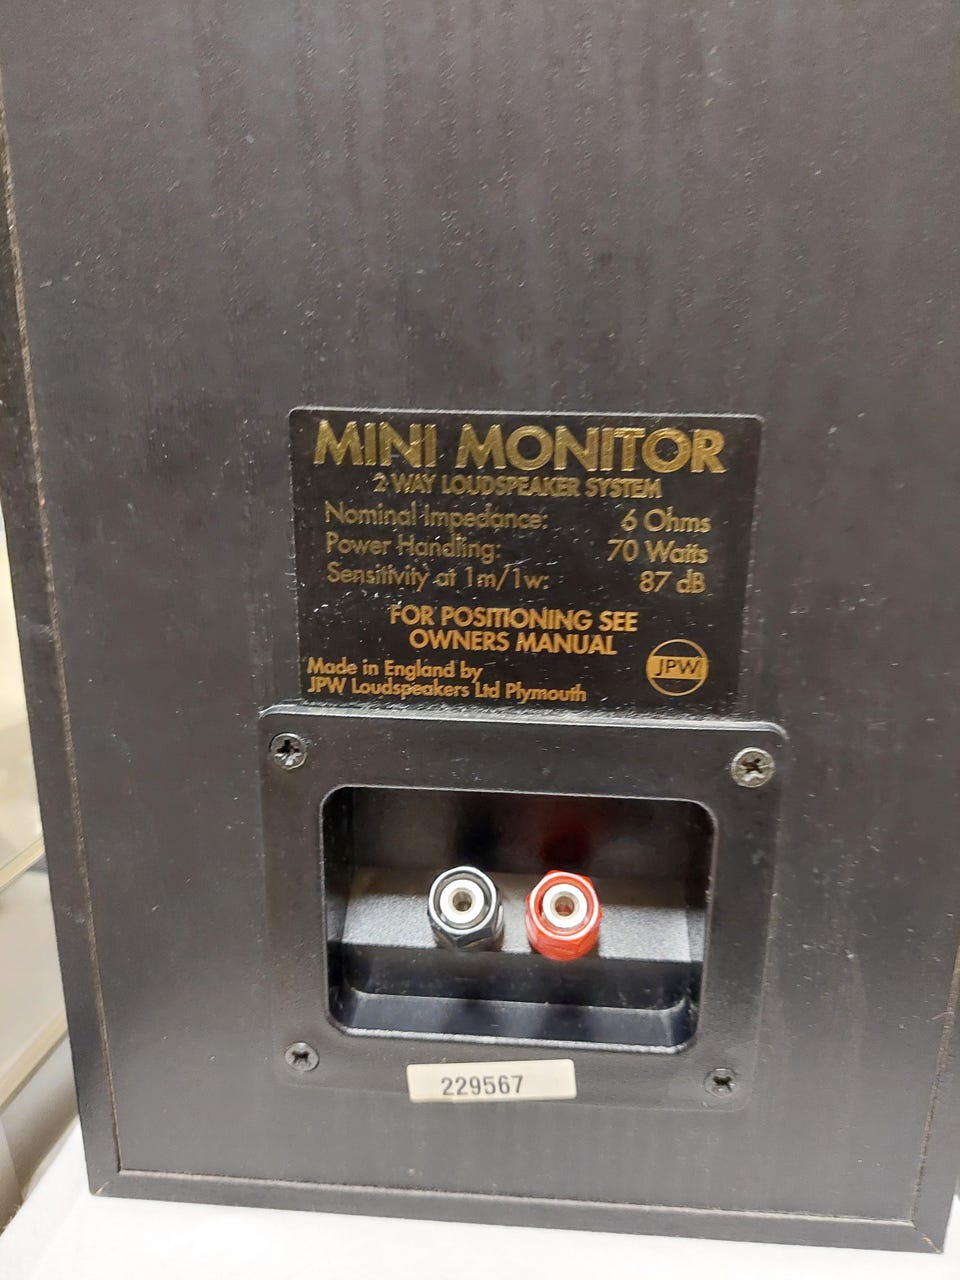 MINI MONITOR
2 WAY LOUDSPEAKER SYSTEM
Nominal Impedance: 6 Ohms
Power Handling: 70 Watts
Sensitivity at 1m/1w: 87 dB
FOR POSITIONING SEE
OWNERS MANUAL
Made in England by
JPW Loudspeakers Ltd Plymouth
JPW
229567